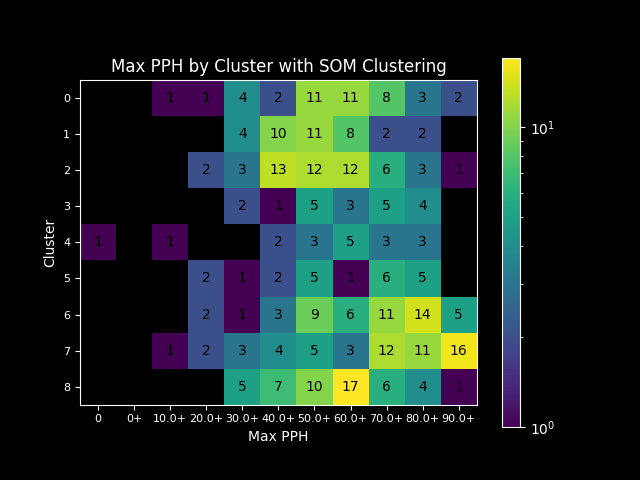 Max PPH by Cluster with SOM Clustering
0 1 1 4 2 11 11 8 3 2
1 4 10 11 8 2 2
2 2 3 13 12 12 6 3 1
3 2 1 5 3 5 4
4 1 1 2 3 5 3 3
5 2 1 2 5 1 6 5
6 2 1 3 9 6 11 14 5
7 1 2 3 4 5 3 12 11 16
8 5 7 10 17 6 4 1
Cluster
0 0+ 10.0+ 20.0+ 30.0+ 40.0+ 50.0+ 60.0+ 70.0+ 80.0+ 90.0+
Max PPH
10¹
10⁰